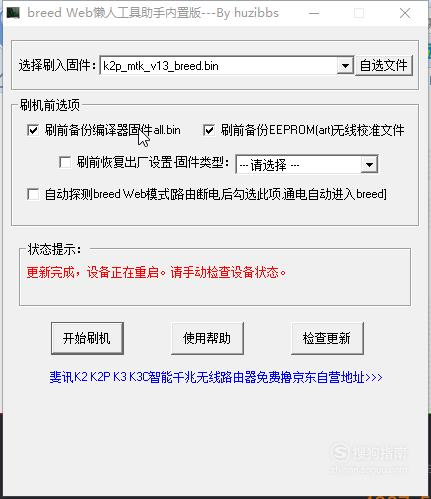 breed Web懒人工具助手内置版---By huzibbs
选择刷入固件: k2p_mtk_v13_breed.bin 自选文件
刷机前选项
刷前备份编译器固件all.bin 刷前备份EEPROM(art)无线校准文件
刷前恢复出厂设置-固件类型: ---请选择---
自动探测breed Web模式[路由断电,后勾选此项.通电自动进入breed]
状态提示:
更新完成，设备正在重启。请手动检查设备状态。
开始刷机 使用帮助 检查更新
斐讯K2 K2P K3 K3C智能千兆无线路由器免费撸京东自营地址>>>
搜狗指南